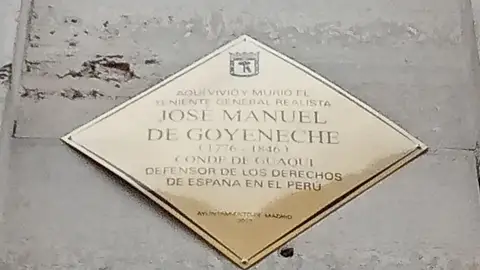 AQUÍ VIVIÓ Y MURIÓ EL
TENIENTE GENERAL REALISTA
JOSÉ MANUEL
DE GOYENECHE
(1776 - 1846)
CONDE DE GUAQUI
DEFENSOR DE LOS DERECHOS
DE ESPAÑA EN EL PERÚ
AYUNTAMIENTO DE MADRID